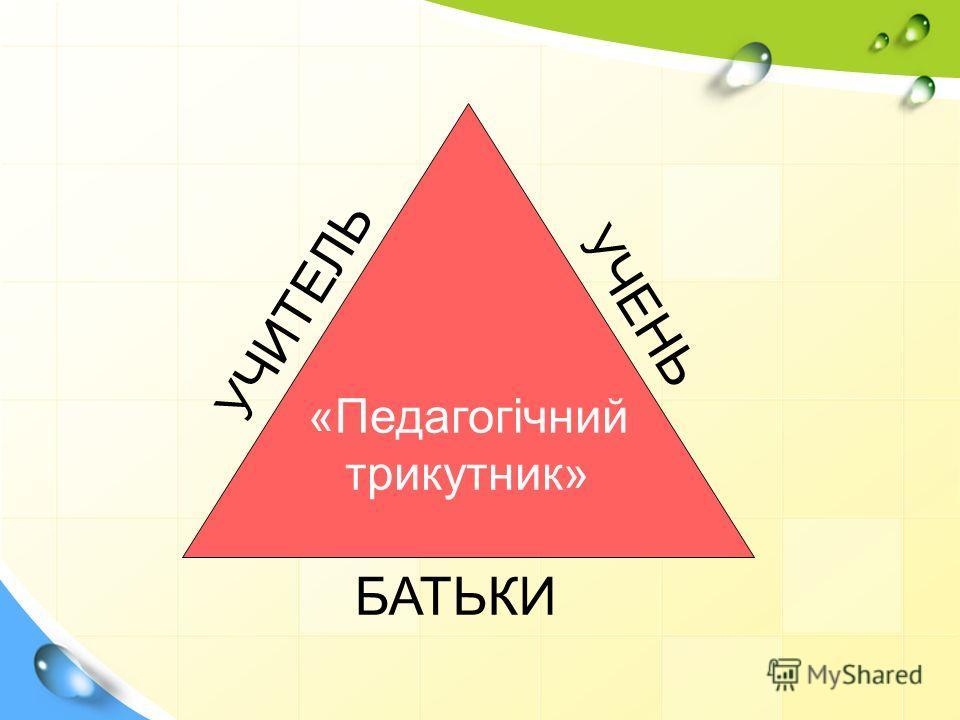 УЧИТЕЛЬ
УЧЕНЬ
«Педагогічний
трикутник»
БАТЬКИ
MyShared